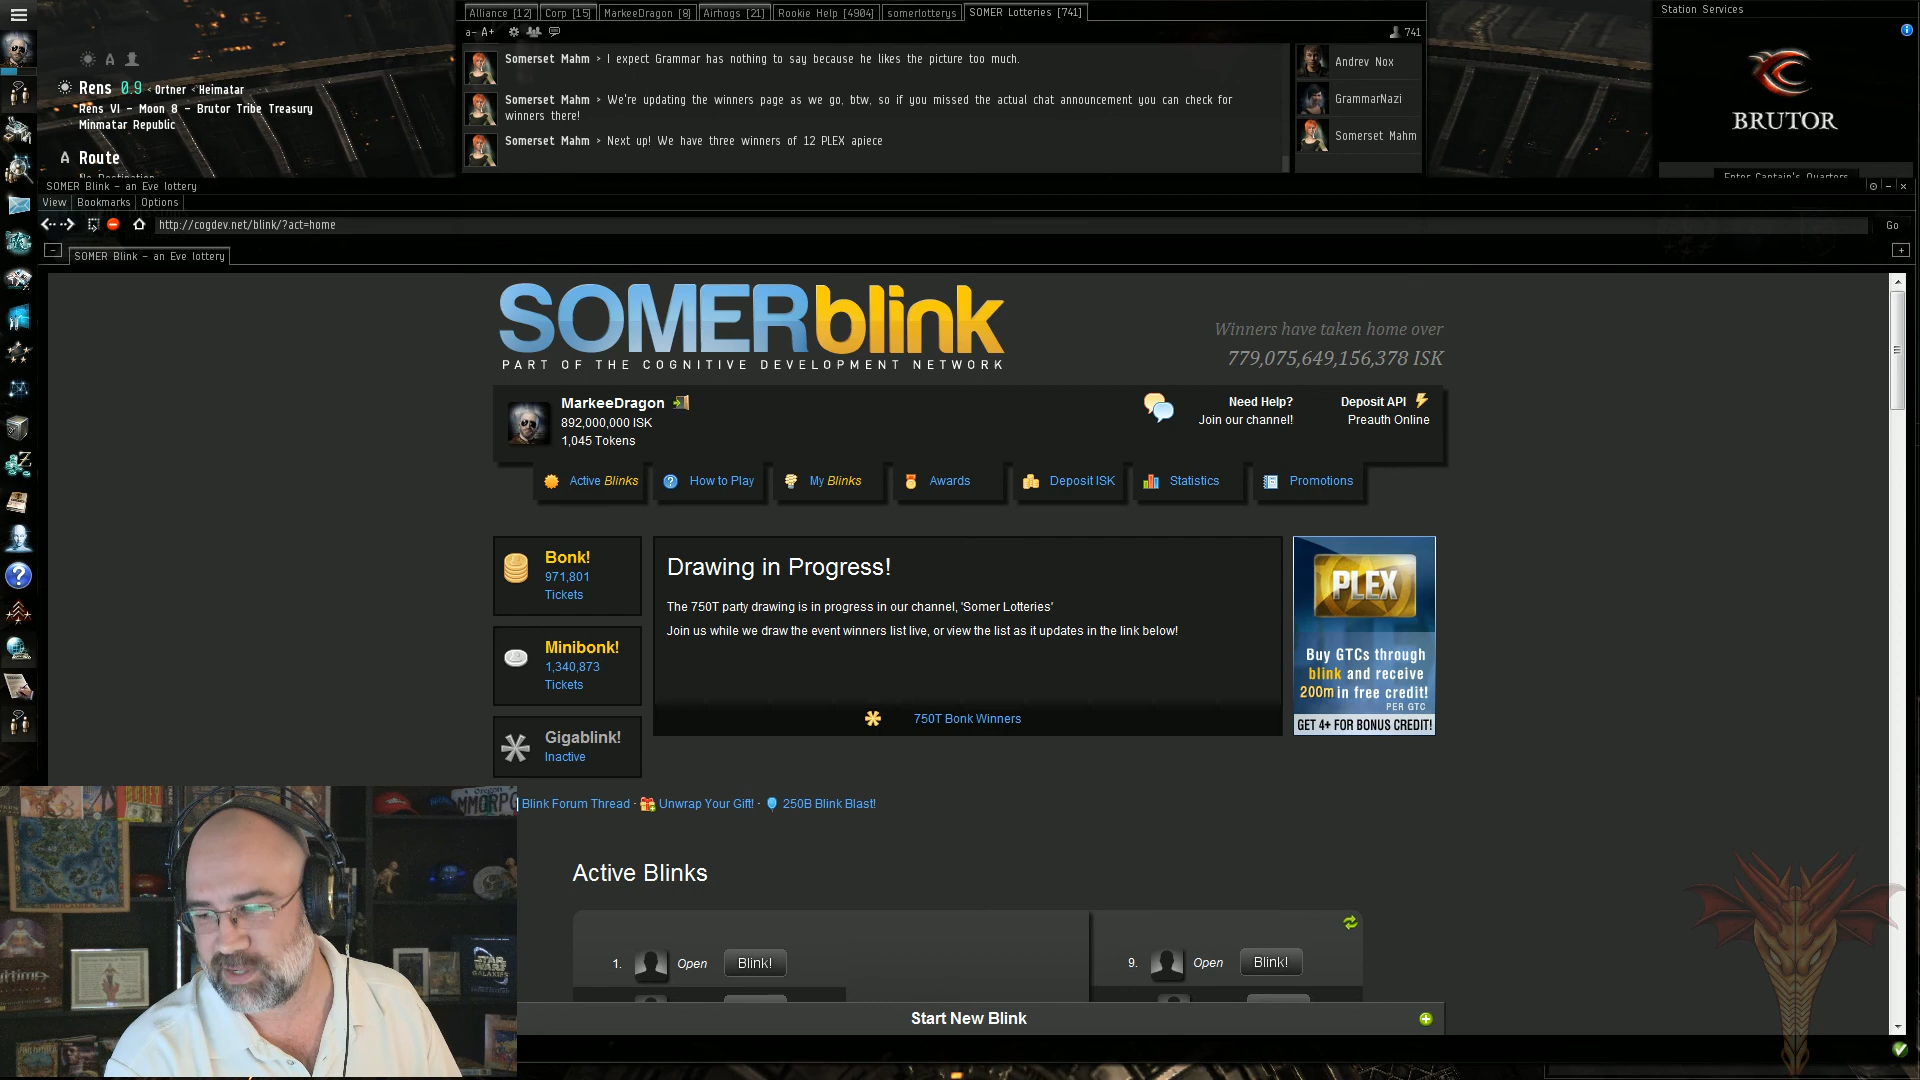 Alliance [12]
Corp [15]
MarkeeDragon [8]
Airhogs [21]
Rookie Help [4904]
somerlotterys
SOMER Lotteries [741]
a- A+
741
Somerset Mahm > I expect Grammar has nothing to say because he likes the picture too much.
Somerset Mahm > We're updating the winners page as we go, btw, so if you missed the actual chat announcement you can check for
winners there!
Somerset Mahm > Next up! We have three winners of 12 PLEX apiece
Andrev Nox
GrammarNazi
Somerset Mahm
Station Services
BRUTOR
Enter Captain's Quarters
A
Rens 0.9 < Ortner < Heimatar
Rens VI - Moon 8 - Brutor Tribe Treasury
Minmatar Republic
A Route
No Destination
SOMER Blink - an Eve lottery
View
Bookmarks
Options
http://cogdev.net/blink/?act=home
Go
SOMER Blink - an Eve lottery
SOMERblink
PART OF THE COGNITIVE DEVELOPMENT NETWORK
Winners have taken home over
779,075,649,156,378 ISK
MarkeeDragon
892,000,000 ISK
1,045 Tokens
Need Help?
Join our channel!
Deposit API
Preauth Online
Active Blinks
How to Play
My Blinks
Awards
Deposit ISK
Statistics
Promotions
Bonk!
971,801
Tickets
Minibonk!
1,340,873
Tickets
Gigablink!
Inactive
Drawing in Progress!
The 750T party drawing is in progress in our channel, 'Somer Lotteries'
Join us while we draw the event winners list live, or view the list as it updates in the link below!
750T Bonk Winners
PLEX
Buy GTCs through
blink and receive
200m in free credit!
PER GTC
GET 4+ FOR BONUS CREDIT!
Blink Forum Thread · Unwrap Your Gift! · 250B Blink Blast!
Active Blinks
1. Open Blink!
9. Open Blink!
Start New Blink
Oregon
MMORPG
STAR WARS
GALAXIES